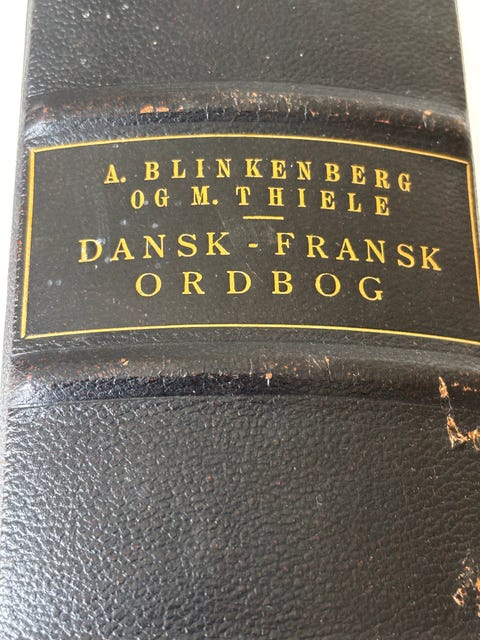 A. BLINKENBERG
OG M. THIELE
DANSK - FRANSK
ORDBOG